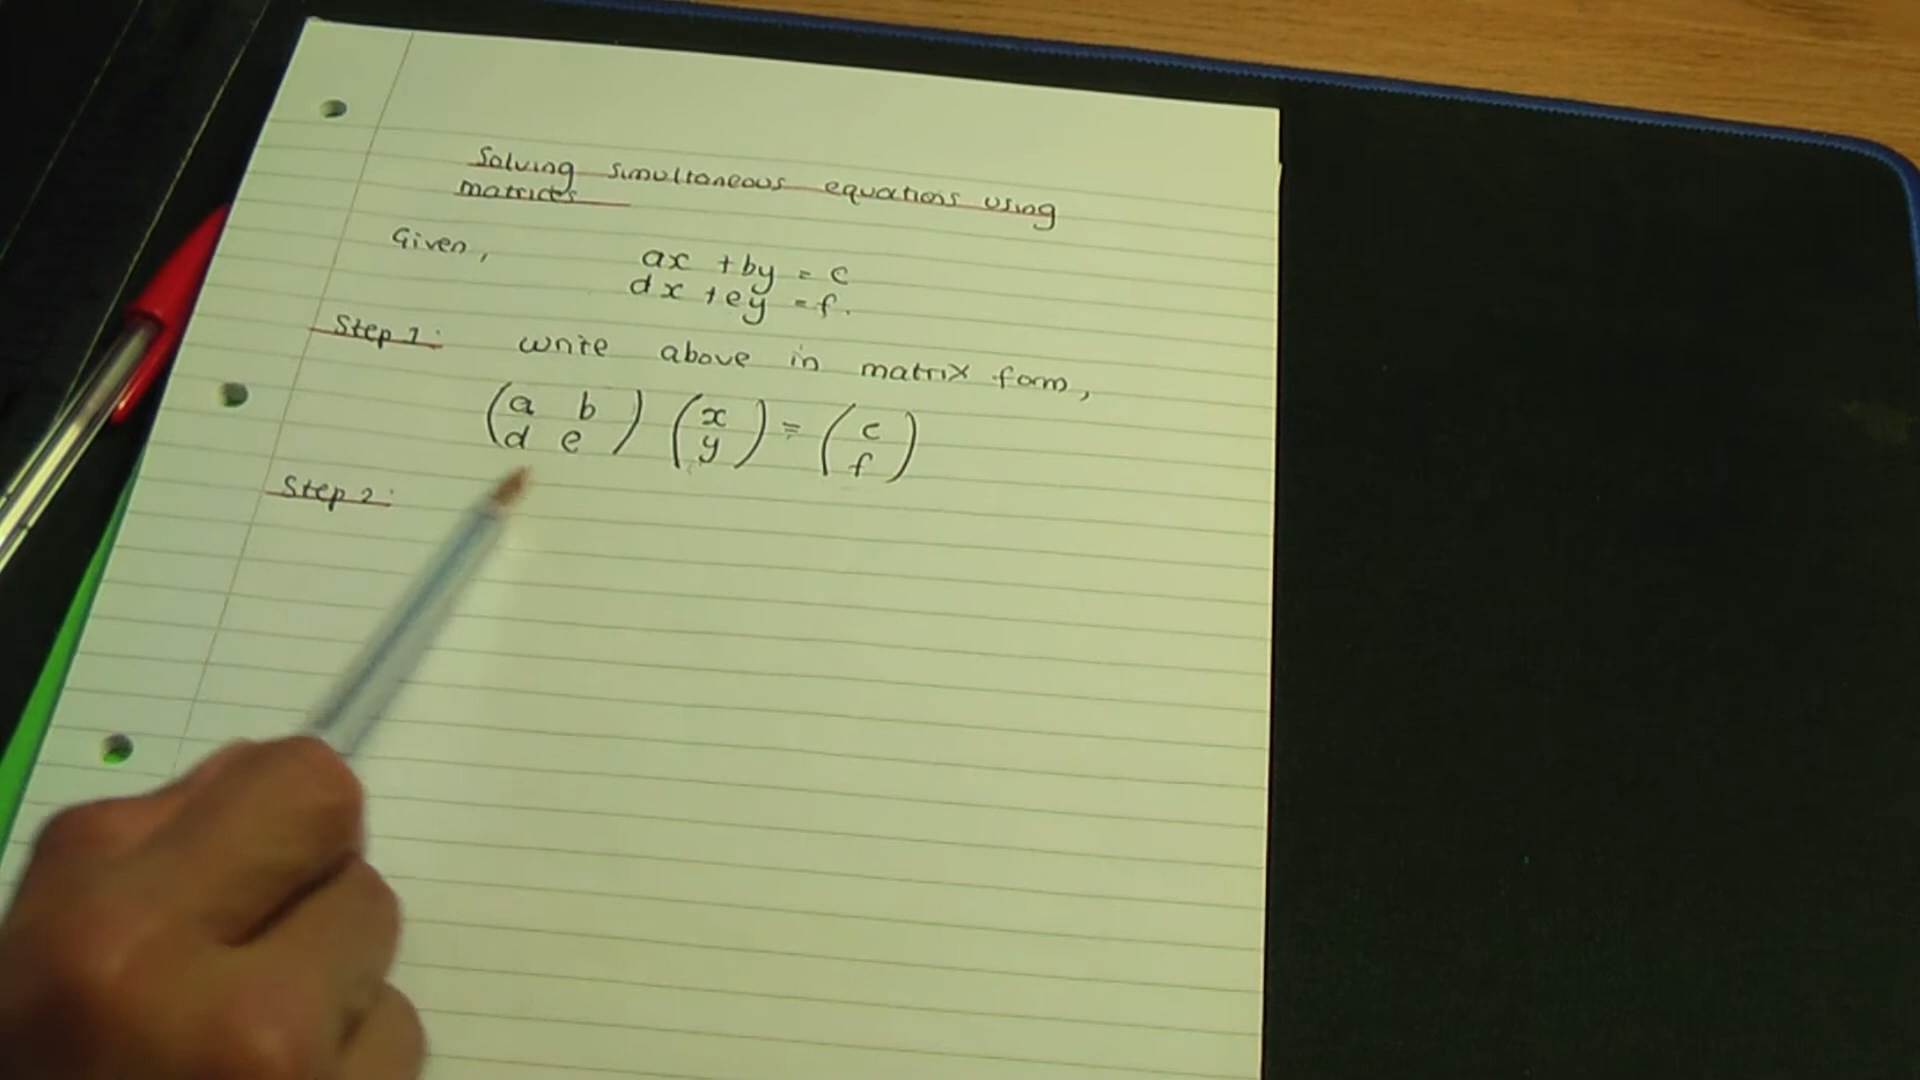 Solving simultaneous equations using
matrices
Given, ax + by = c
dx + ey = f.
Step 1: write above in matrix form,
(a b) (x) = (c)
(d e) (y) (f)
Step 2: